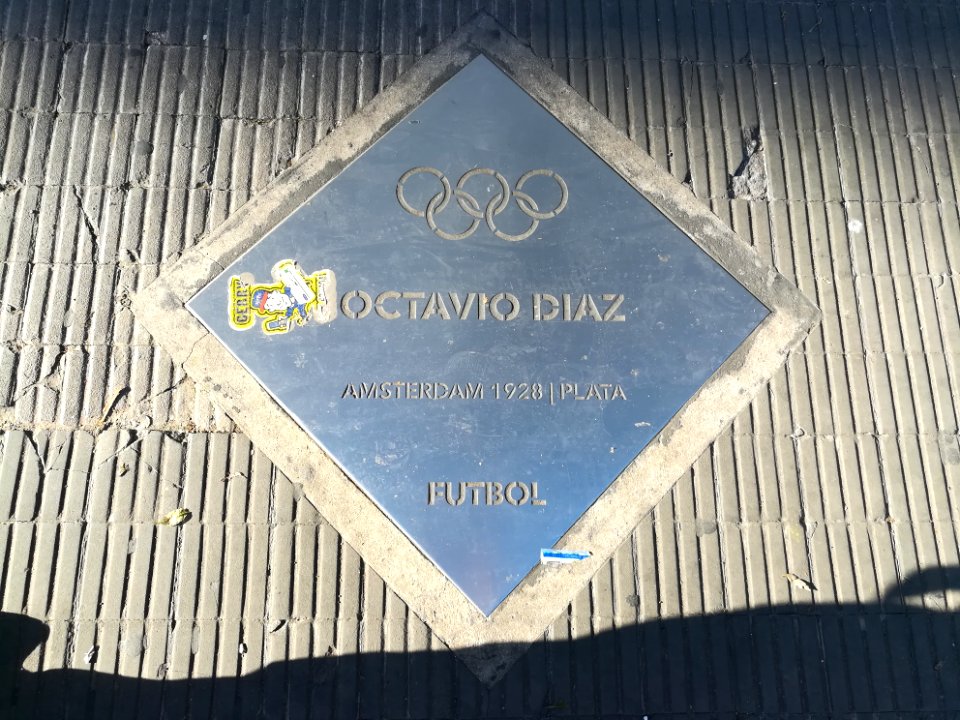 OCTAVIO DIAZ
AMSTERDAM 1928 | PLATA
FUTBOL